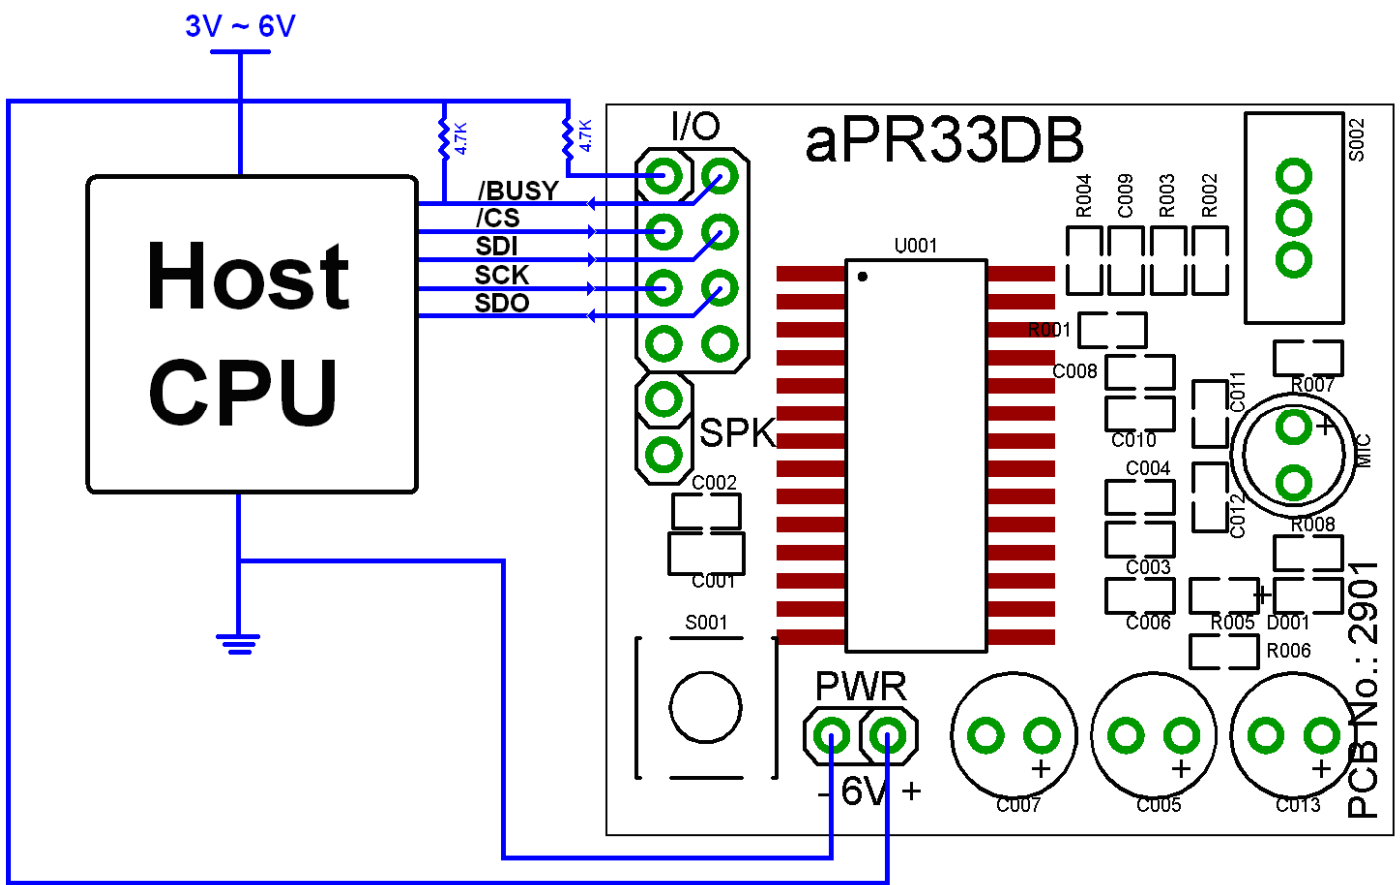 3V ~ 6V
4.7K
4.7K
Host
CPU
/BUSY
/CS
SDI
SCK
SDO
I/O
aPR33DB
S002
R004
C009
R003
R002
U001
R001
C008
C010
C011
R007
+
MIC
SPK
C002
C001
C004
C003
C006
C012
R008
R005
+
D001
R006
S001
PWR
- 6V +
+
C007
+
C005
+
C013
PCB No.: 2901